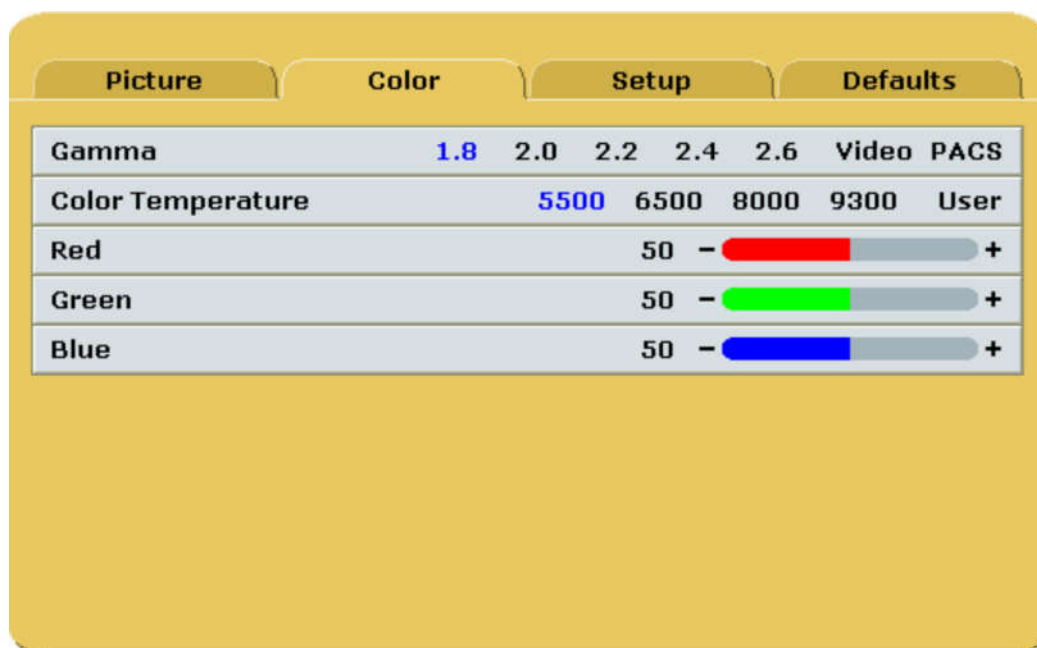 Picture Color Setup Defaults
Gamma 1.8 2.0 2.2 2.4 2.6 Video PACS
Color Temperature 5500 6500 8000 9300 User
Red 50 - +
Green 50 - +
Blue 50 - +